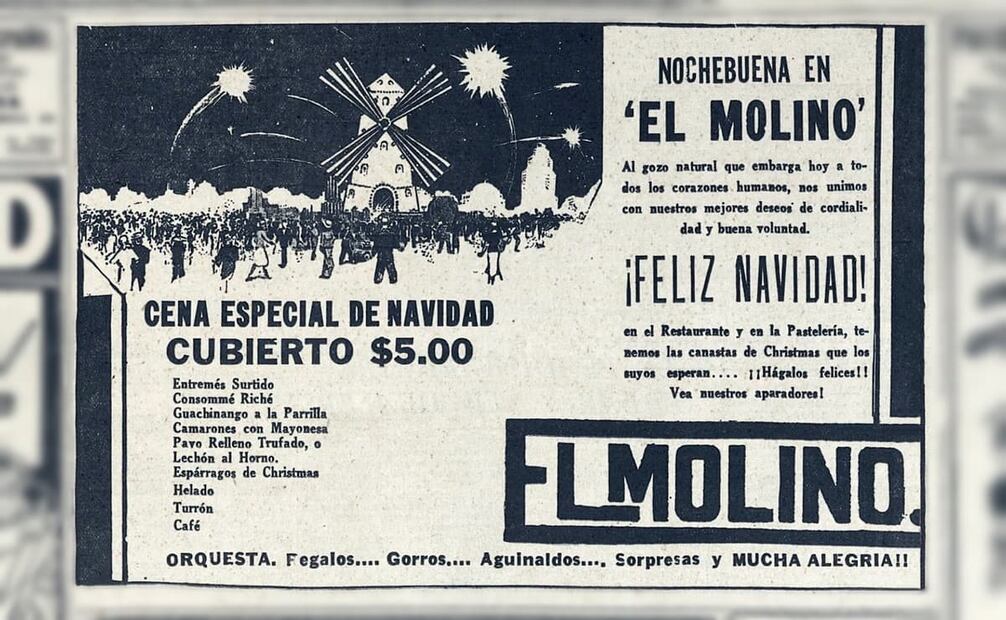 CENA ESPECIAL DE NAVIDAD
CUBIERTO $5.00
Entremés Surtido
Consommé Riché
Guachinango a la Parrilla
Camarones con Mayonesa
Pavo Relleno Trufado, o
Lechón al Horno.
Espárragos de Christmas
Helado
Turrón
Café
NOCHEBUENA EN
'EL MOLINO'
Al gozo natural que embarga hoy a to-
dos los corazones humanos, nos unimos
con nuestros mejores deseos de cordiali-
dad y buena voluntad.
¡FELIZ NAVIDAD!
en el Restaurante y en la Pastelería, te-
nemos las canastas de Christmas que los
suyos esperan.... ¡¡Hágalos felices!!
Vea nuestros aparadores!
EL MOLINO.
ORQUESTA. Fegalos.... Gorros.... Aguinaldos.... Sorpresas y MUCHA ALEGRIA!!